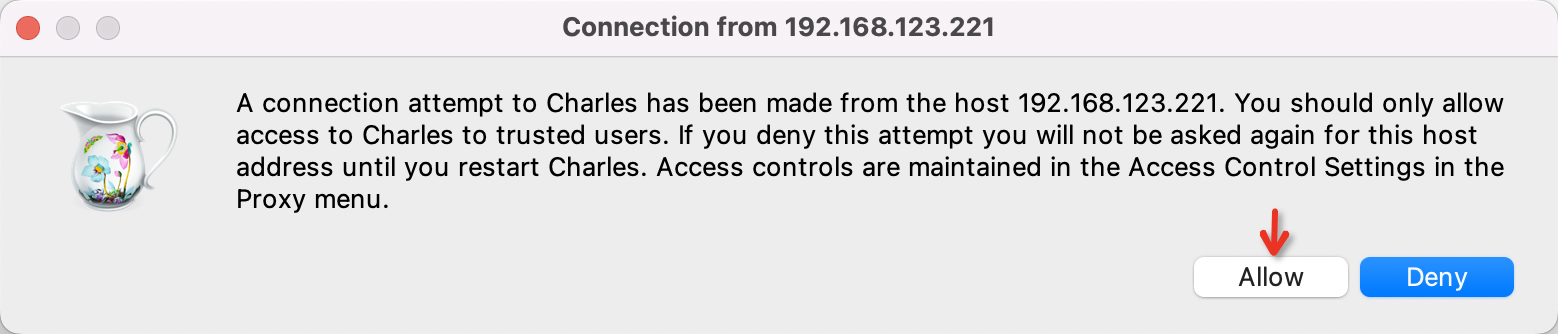 Connection from 192.168.123.221
A connection attempt to Charles has been made from the host 192.168.123.221. You should only allow
access to Charles to trusted users. If you deny this attempt you will not be asked again for this host
address until you restart Charles. Access controls are maintained in the Access Control Settings in the
Proxy menu.
Allow
Deny